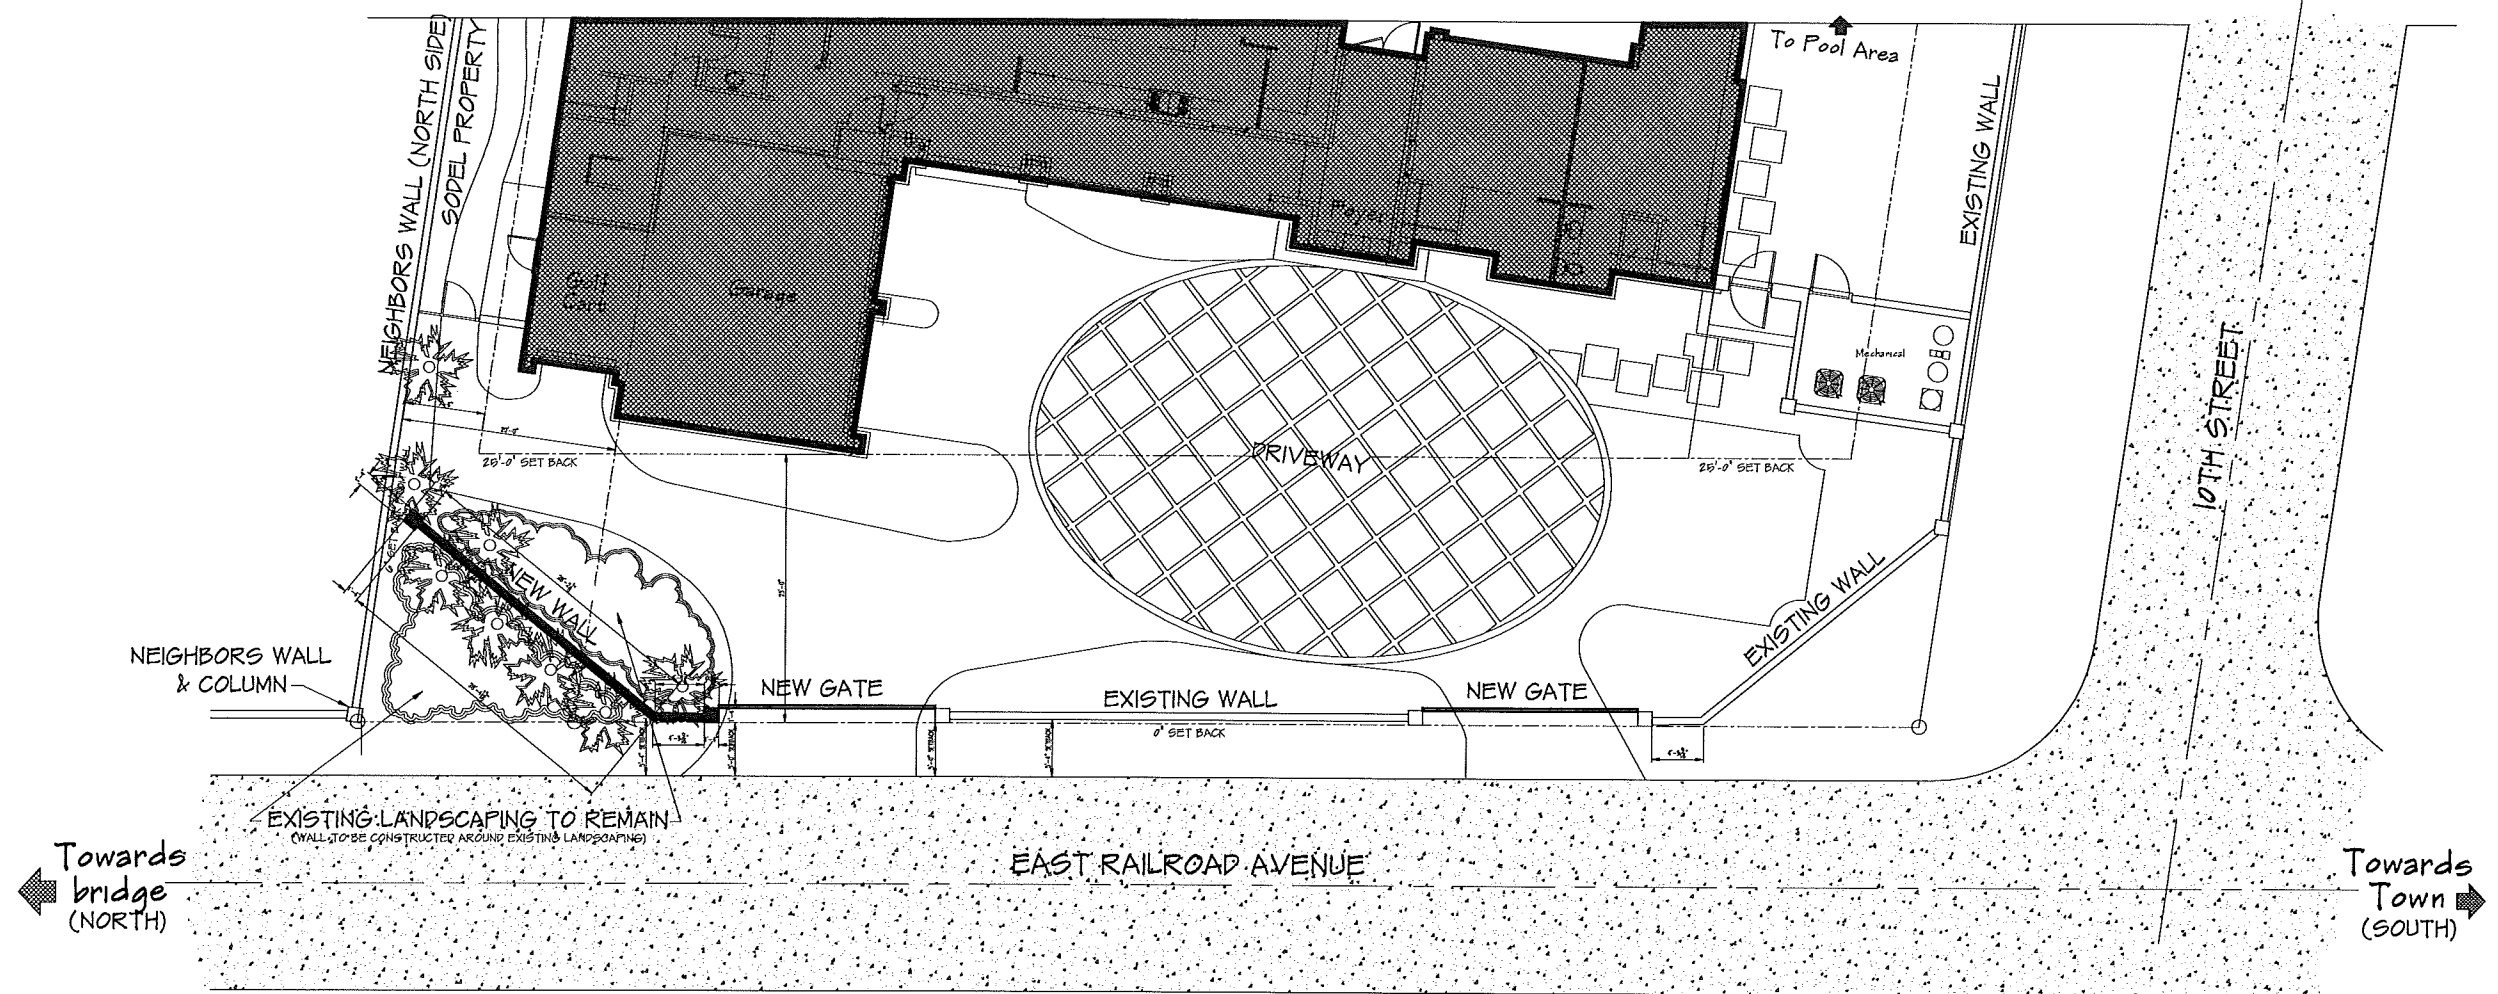 To Pool Area
NEIGHBORS WALL (NORTH SIDE)
SODEL PROPERTY
EXISTING WALL
Golf
Cart
Garage
Foyer
Mechanical
10TH STREET
25'-0" SET BACK
DRIVEWAY
25'-0" SET BACK
25'-0"
NEW WALL
EXISTING WALL
NEIGHBORS WALL
& COLUMN
NEW GATE
EXISTING WALL
NEW GATE
0" SET BACK
EXISTING LANDSCAPING TO REMAIN
(WALL TO BE CONSTRUCTED AROUND EXISTING LANDSCAPING)
EAST RAILROAD AVENUE
Towards
bridge
(NORTH)
Towards
Town
(SOUTH)